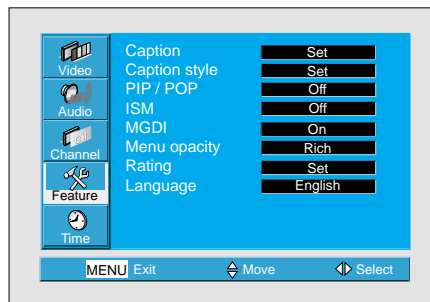 Video
Audio
Channel
Feature
Time
Caption Set
Caption style Set
PIP / POP Off
ISM Off
MGDI On
Menu opacity Rich
Rating Set
Language English
MENU Exit Move Select